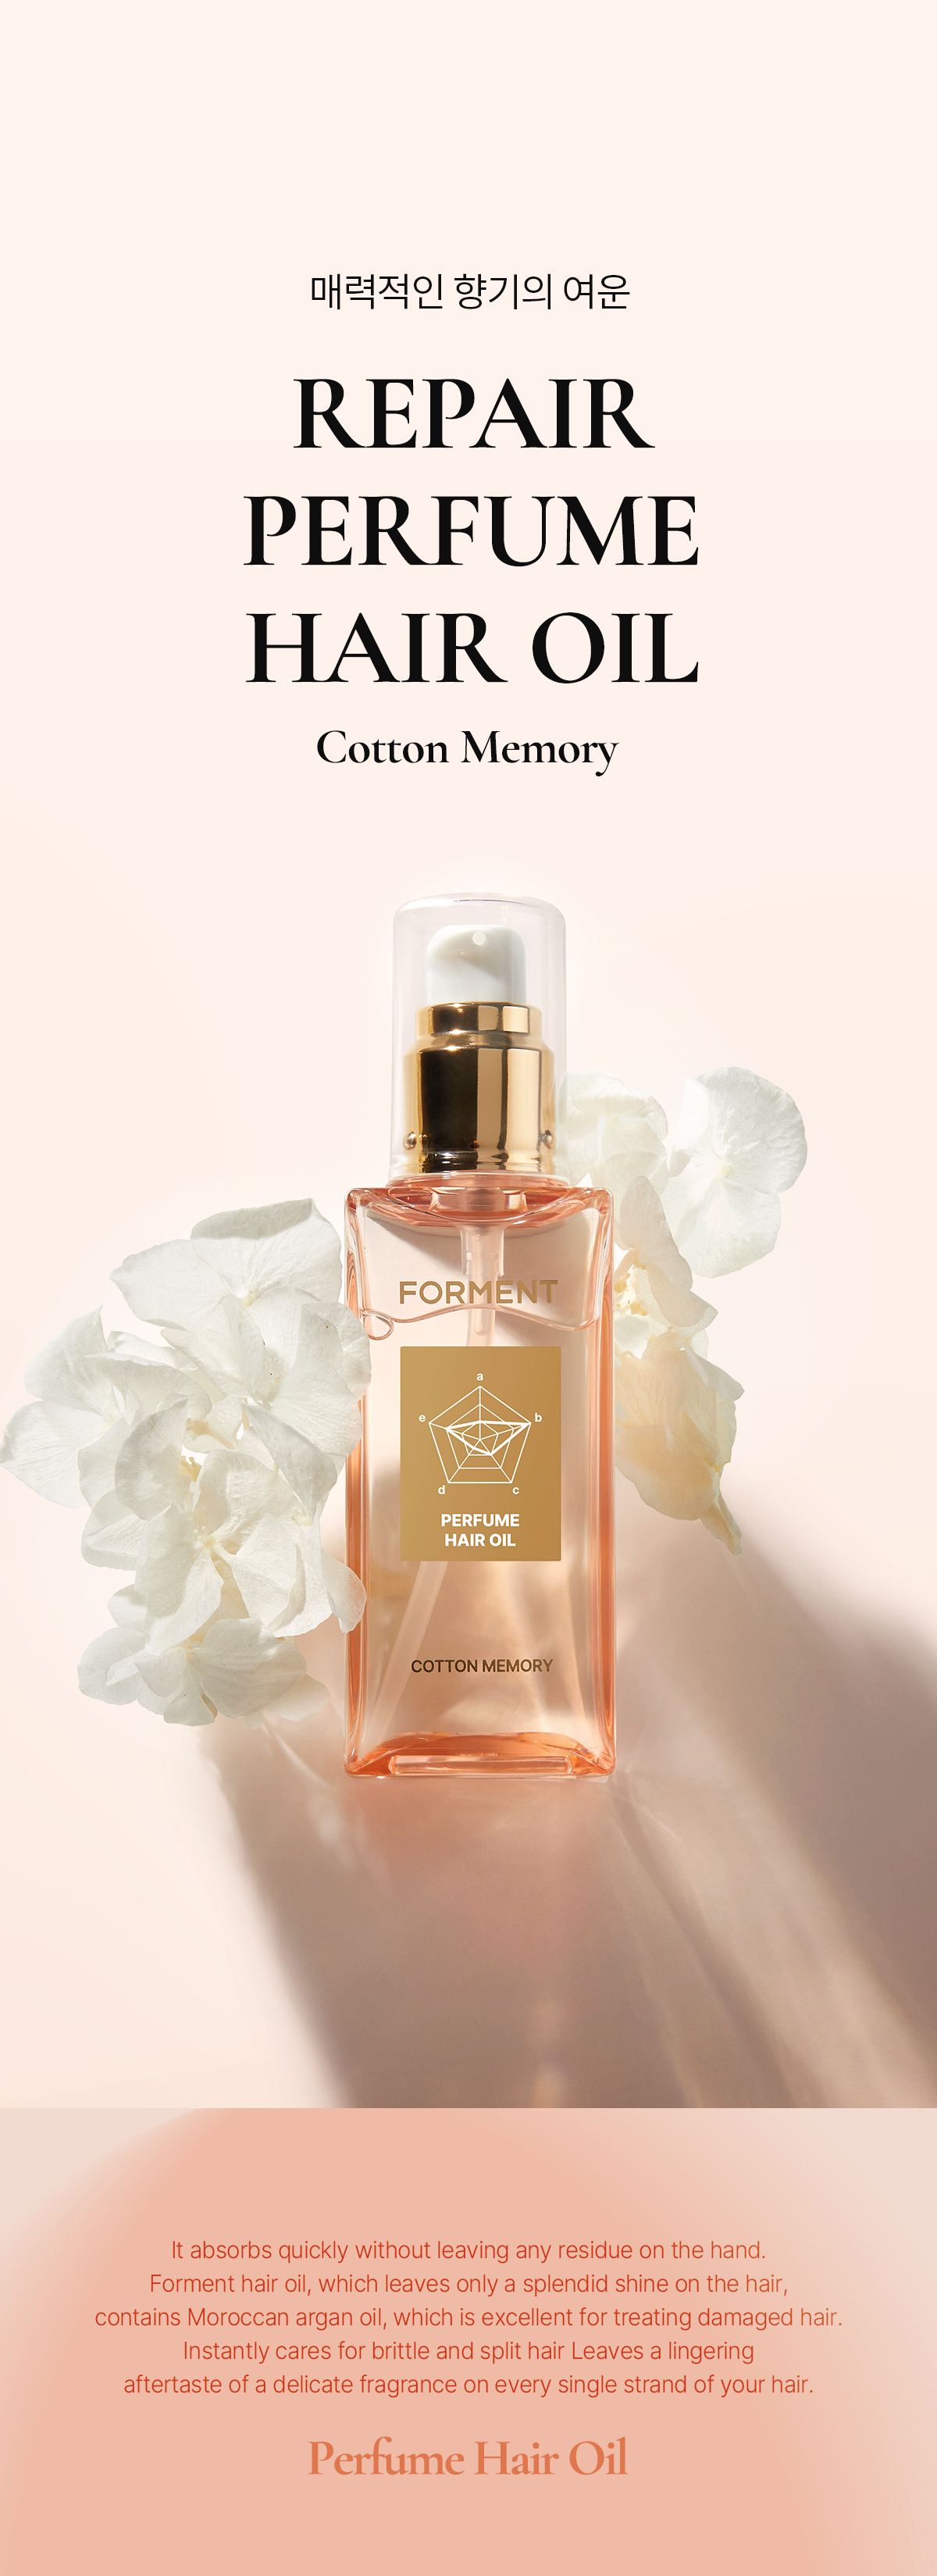 매력적인 향기의 여운
REPAIR
PERFUME
HAIR OIL
Cotton Memory
FORMENT
a
e
b
d
c
PERFUME
HAIR OIL
COTTON MEMORY
It absorbs quickly without leaving any residue on the hand.
Forment hair oil, which leaves only a splendid shine on the hair,
contains Moroccan argan oil, which is excellent for treating damaged hair.
Instantly cares for brittle and split hair Leaves a lingering
aftertaste of a delicate fragrance on every single strand of your hair.
Perfume Hair Oil